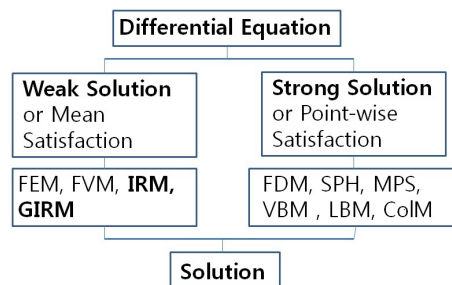 Differential Equation
Weak Solution
or Mean
Satisfaction
Strong Solution
or Point-wise
Satisfaction
FEM, FVM, IRM,
GIRM
FDM, SPH, MPS,
VBM , LBM, ColM
Solution